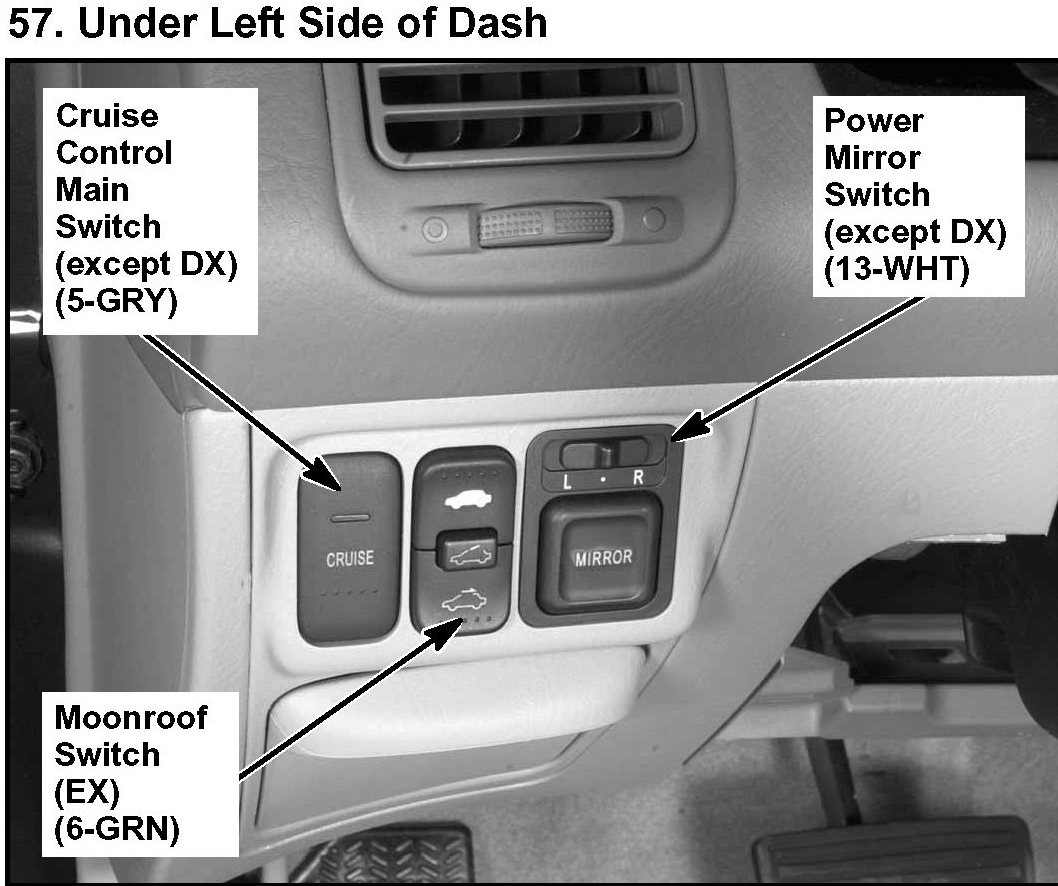 57. Under Left Side of Dash
Cruise
Control
Main
Switch
(except DX)
(5-GRY)
Power
Mirror
Switch
(except DX)
(13-WHT)
L · R
CRUISE
MIRROR
Moonroof
Switch
(EX)
(6-GRN)